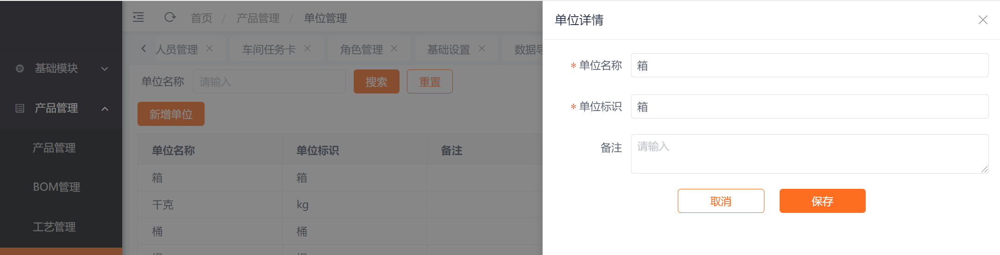 首页 / 产品管理 / 单位管理
人员管理 车间任务卡 角色管理 基础设置 数据导
基础模块
产品管理
产品管理
BOM管理
工艺管理
单位名称 请输入 搜索 重置
新增单位
单位名称 单位标识 备注
箱 箱
千克 kg
桶 桶
单位详情
* 单位名称 箱
* 单位标识 箱
备注 请输入
取消 保存